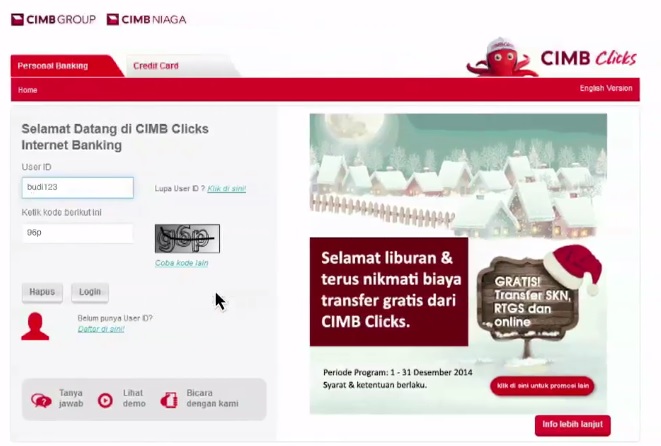 CIMB GROUP CIMB NIAGA
CIMB Clicks
Personal Banking Credit Card
Home English Version
Selamat Datang di CIMB Clicks
Internet Banking
User ID
budi123
Lupa User ID ? Klik di sini!
Ketik kode berikut ini
96p
96p
Coba kode lain
Hapus Login
Belum punya User ID?
Daftar di sini!
Tanya
jawab
Lihat
demo
Bicara
dengan kami
Selamat liburan &
terus nikmati biaya
transfer gratis dari
CIMB Clicks.
GRATIS!
Transfer SKN,
RTGS dan
online
Periode Program: 1 - 31 Desember 2014
Syarat & ketentuan berlaku.
klik di sini untuk promosi lain
Info lebih lanjut